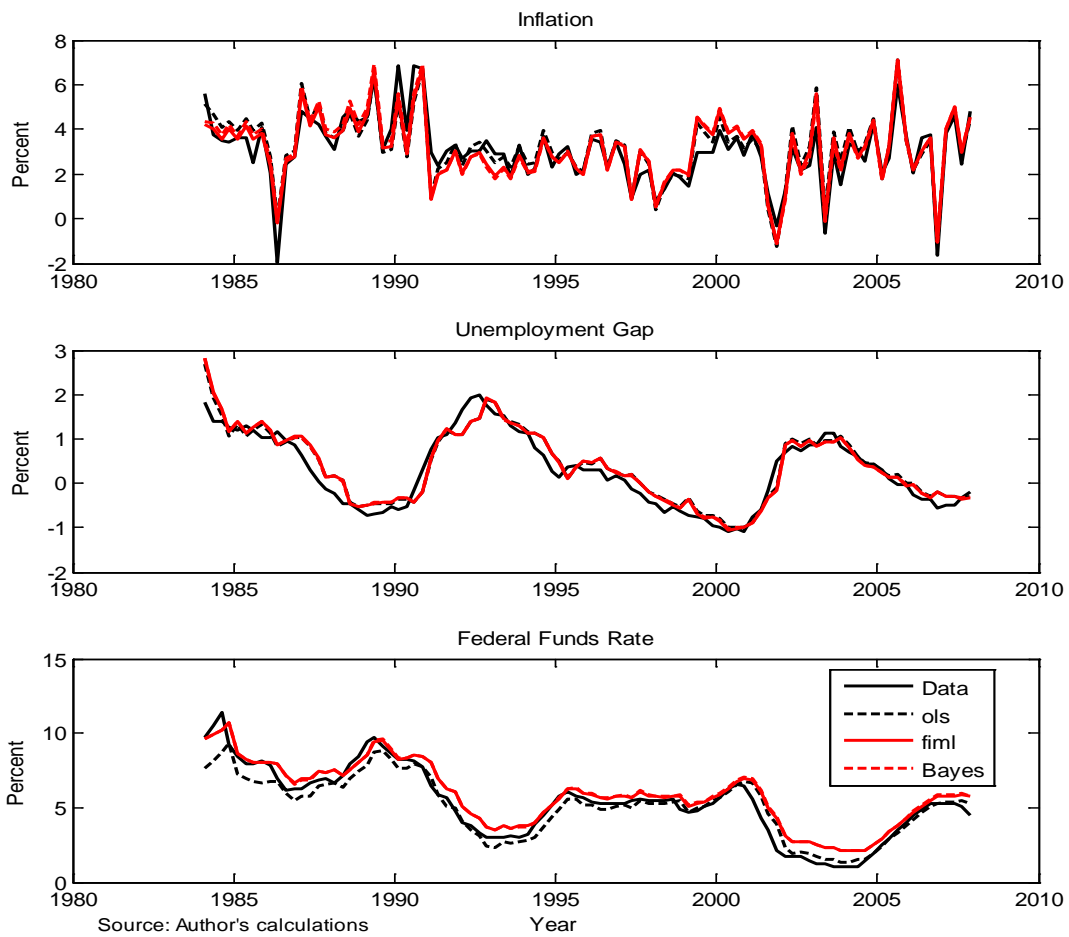 Inflation
Percent
8
6
4
2
0
-2
1980 1985 1990 1995 2000 2005 2010
Unemployment Gap
Percent
3
2
1
0
-1
-2
1980 1985 1990 1995 2000 2005 2010
Federal Funds Rate
Percent
15
10
5
0
Data
ols
fiml
Bayes
1980 1985 1990 1995 2000 2005 2010
Source: Author's calculations Year